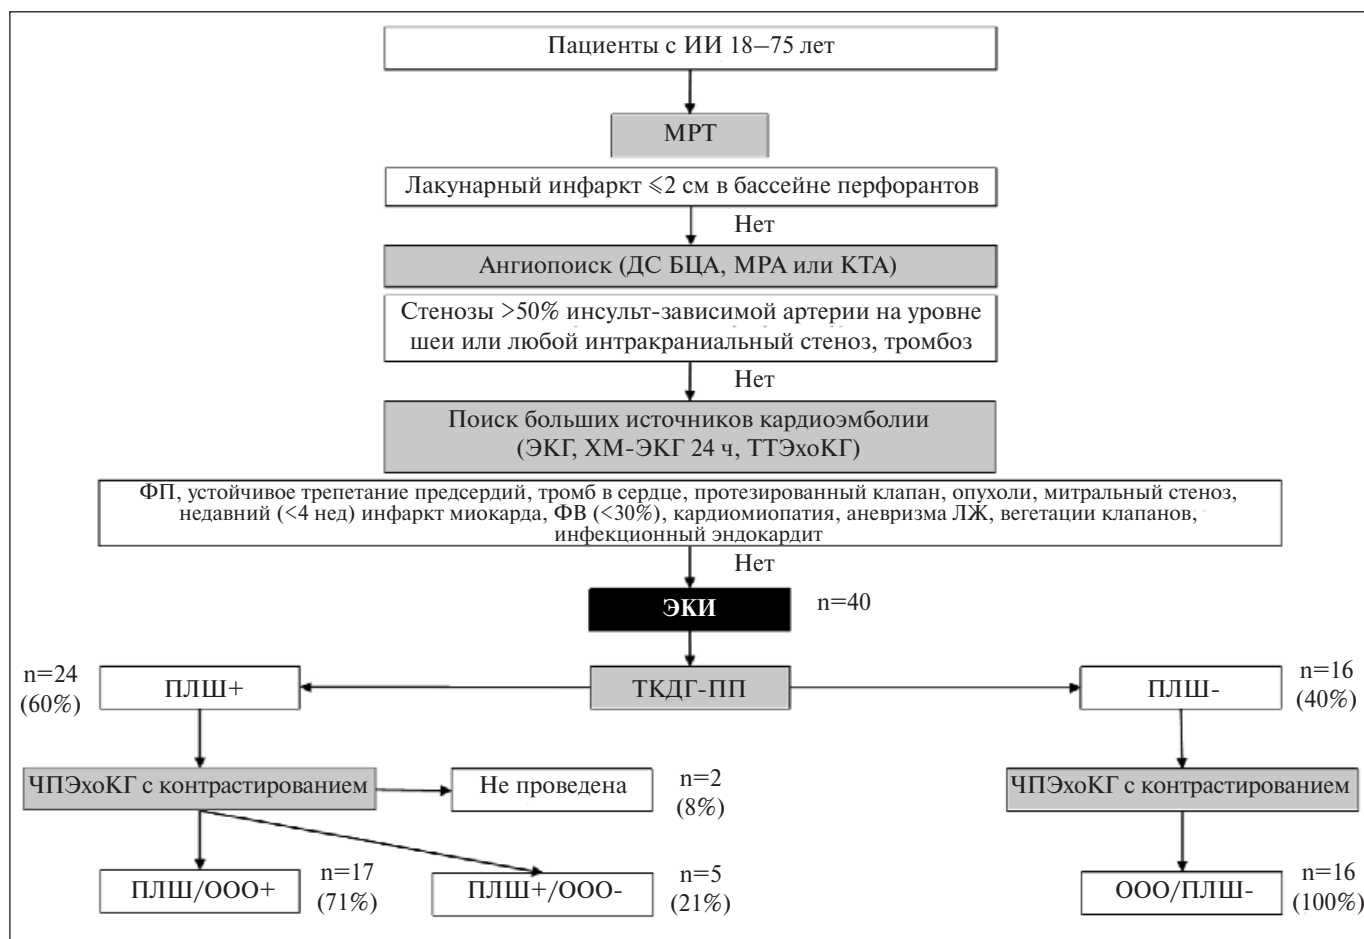 Пациенты с ИИ 18–75 лет
МРТ
Лакунарный инфаркт ⩽2 см в бассейне перфорантов
Нет
Ангиопоиск (ДС БЦА, МРА или КТА)
Стенозы >50% инсульт-зависимой артерии на уровне
шеи или любой интракраниальный стеноз, тромбоз
Нет
Поиск больших источников кардиоэмболии
(ЭКГ, ХМ-ЭКГ 24 ч, ТТЭхоКГ)
ФП, устойчивое трепетание предсердий, тромб в сердце, протезированный клапан, опухоли, митральный стеноз,
недавний (<4 нед) инфаркт миокарда, ФВ (<30%), кардиомиопатия, аневризма ЛЖ, вегетации клапанов,
инфекционный эндокардит
Нет
ЭКИ
n=40
n=24
(60%)
ПЛШ+
ТКДГ-ПП
ПЛШ-
n=16
(40%)
ЧПЭхоКГ с контрастированием
Не проведена
n=2
(8%)
ЧПЭхоКГ с контрастированием
ПЛШ/ООО+
n=17
(71%)
ПЛШ+/ООО-
n=5
(21%)
ООО/ПЛШ-
n=16
(100%)